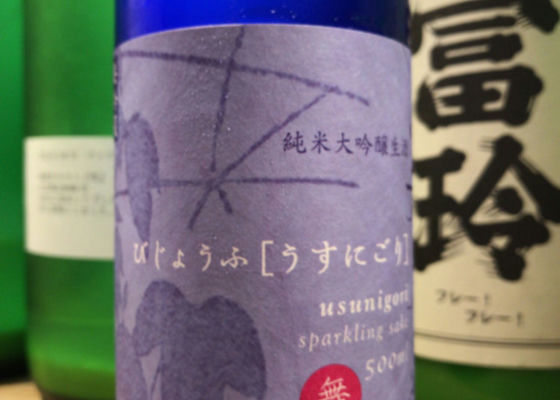 純米大吟醸生酒
びじょうふ[うすにごり]
usunigori
sparkling sake
500ml
無
冨玲
フレー!
フレー!